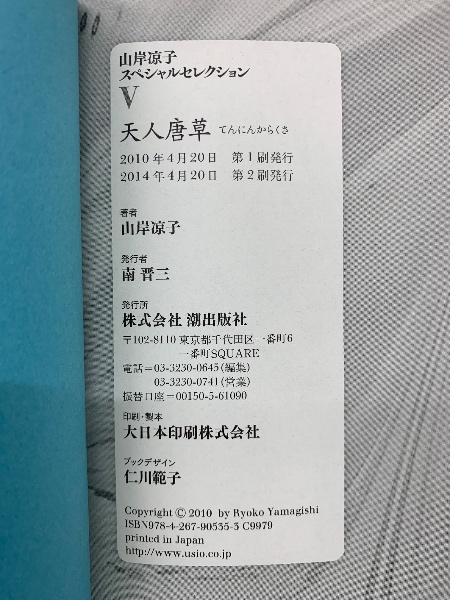 山岸凉子
スペシャルセレクション
V
天人唐草 てんにんからくさ
2010年4月20日 第1刷発行
2014年4月20日 第2刷発行
著者
山岸凉子
発行者
南 晋三
発行所
株式会社 潮出版社
〒102-8110 東京都千代田区一番町6
一番町SQUARE
電話=03-3230-0645(編集)
03-3230-0741(営業)
振替口座=00150-5-61090
印刷・製本
大日本印刷株式会社
ブックデザイン
仁川範子
Copyright © 2010 by Ryoko Yamagishi
ISBN978-4-267-90535-3 C9979
printed in Japan
http://www.usio.co.jp